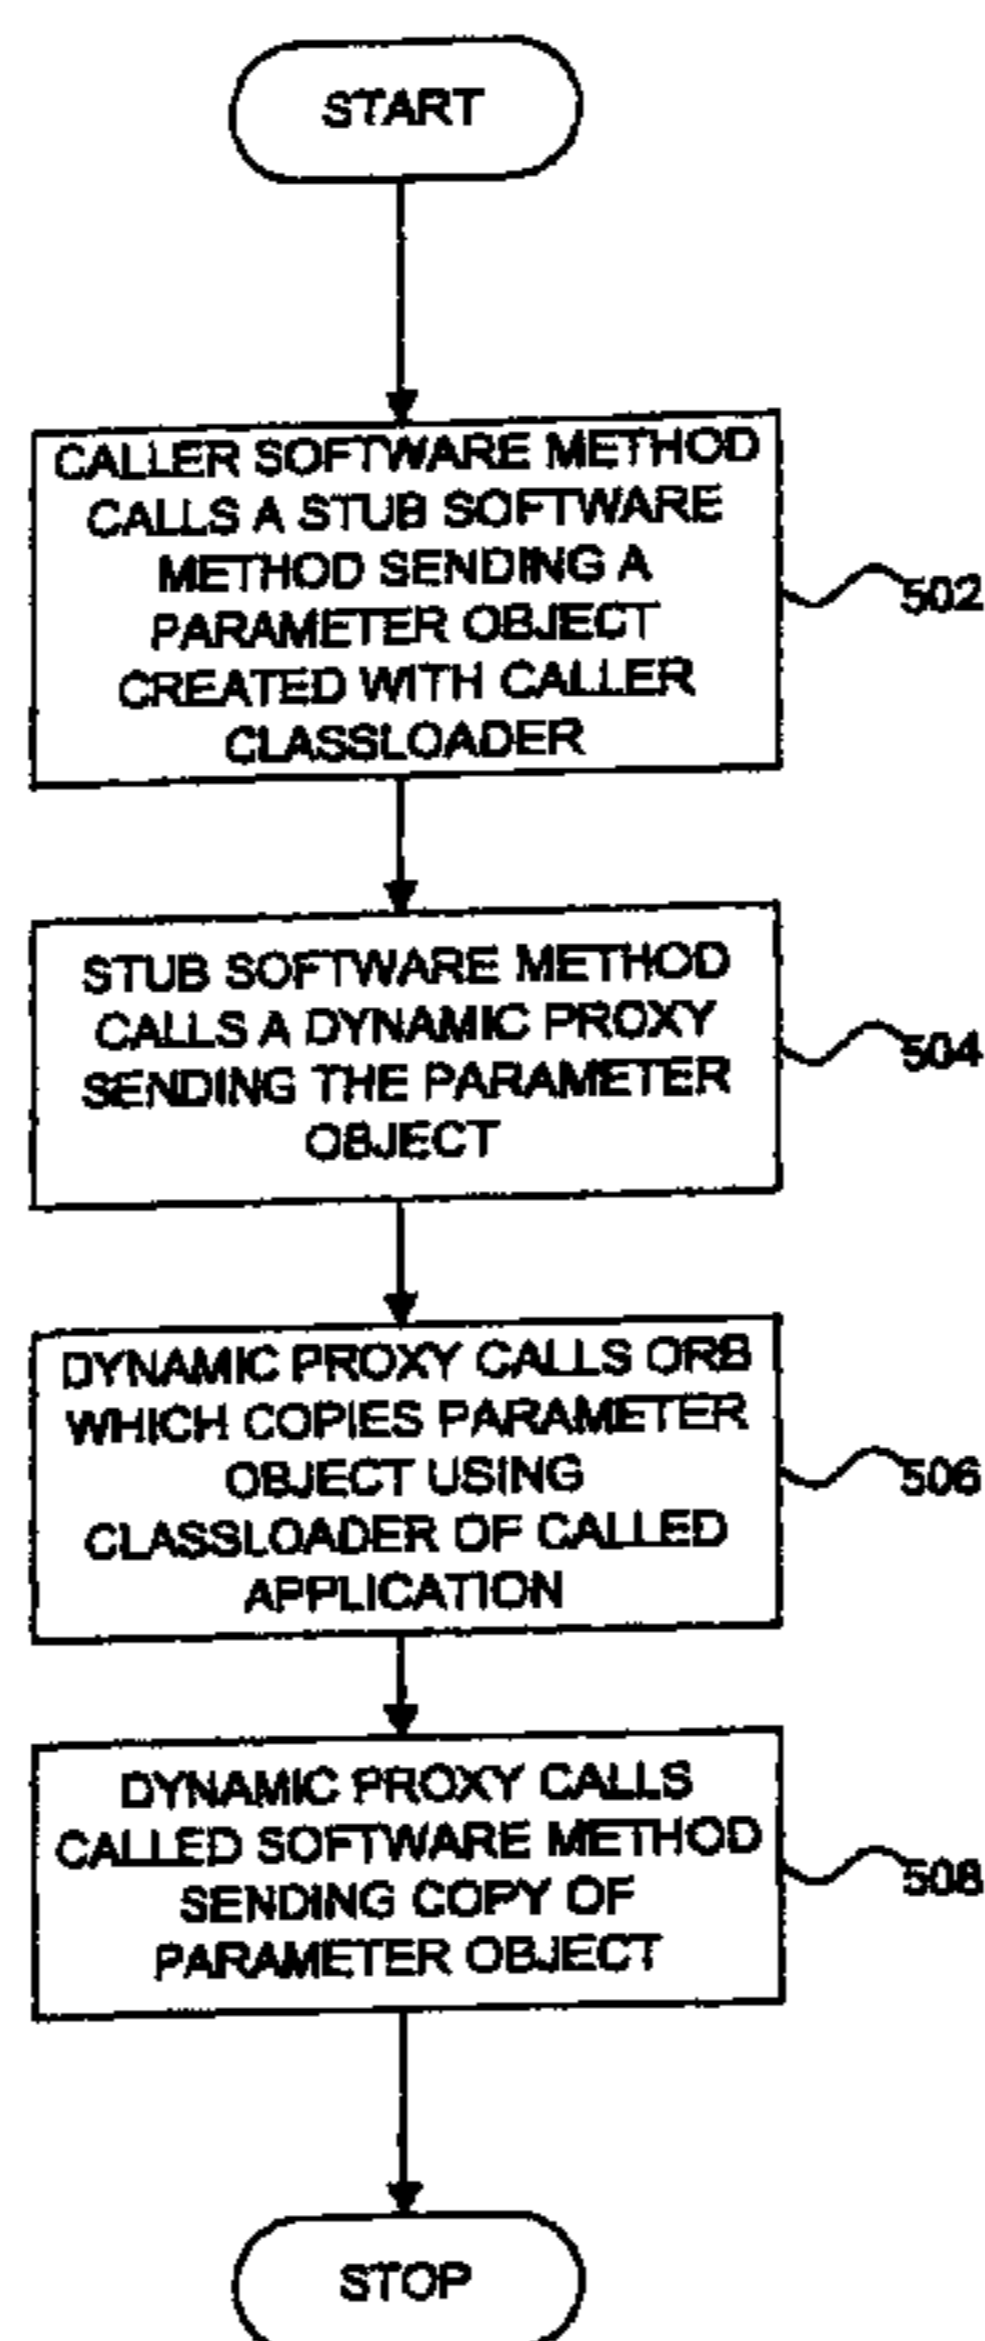 START
CALLER SOFTWARE METHOD
CALLS A STUB SOFTWARE
METHOD SENDING A
PARAMETER OBJECT
CREATED WITH CALLER
CLASSLOADER
502
STUB SOFTWARE METHOD
CALLS A DYNAMIC PROXY
SENDING THE PARAMETER
OBJECT
504
DYNAMIC PROXY CALLS ORB
WHICH COPIES PARAMETER
OBJECT USING
CLASSLOADER OF CALLED
APPLICATION
506
DYNAMIC PROXY CALLS
CALLED SOFTWARE METHOD
SENDING COPY OF
PARAMETER OBJECT
508
STOP